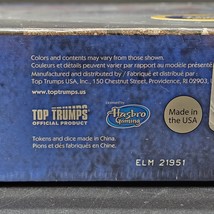 Colors and contents may vary from those shown.
Couleurs et détails peuvent varier par rapport au modèle présenté.
Manufactured and distributed by / Fabriqué et distribué par
Top Trumps USA, Inc., 150 Chestnut Street, Providence, RI 02903.
www.toptrumps.us
TOP TRUMPS
OFFICIAL PRODUCT
Hasbro
Gaming
Made in
the USA
Tokens and dice made in China.
Pions et dés fabriqués en Chine.
ELM 21951